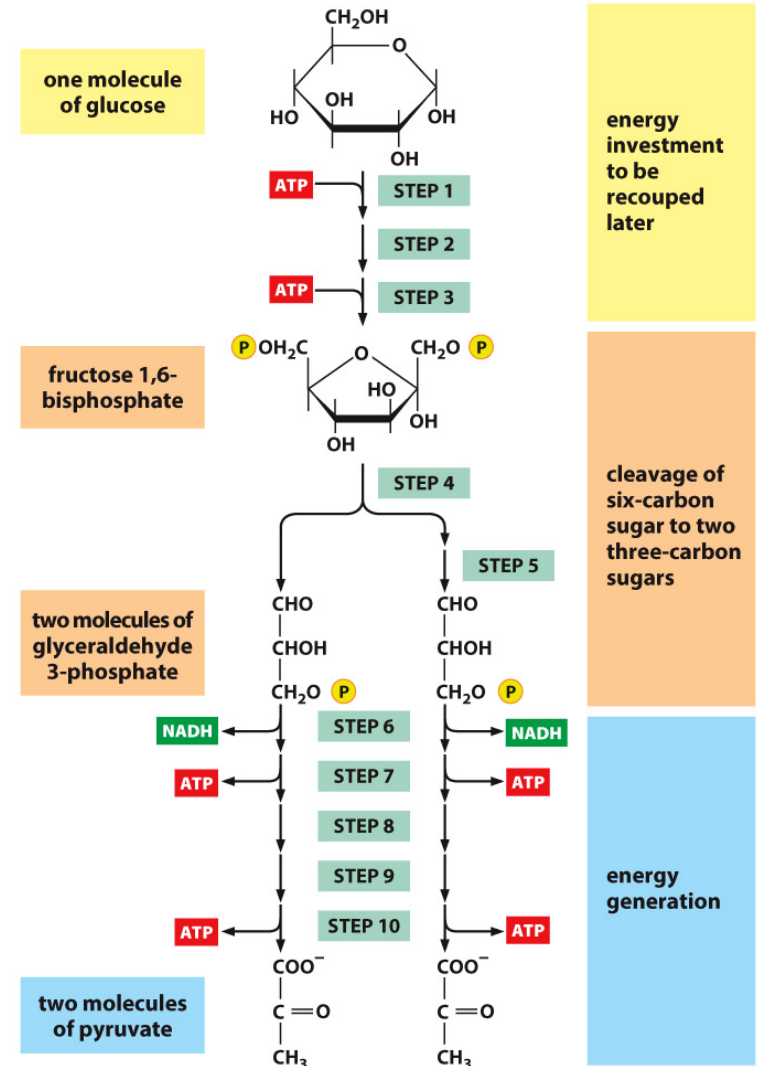 CH₂OH
O
one molecule
of glucose
OH
HO
OH
OH
energy
investment
to be
recouped
later
ATP
STEP 1
STEP 2
ATP
STEP 3
P OH₂C
O
CH₂O P
fructose 1,6-
bisphosphate
HO
OH
OH
STEP 4
cleavage of
six-carbon
sugar to two
three-carbon
sugars
STEP 5
two molecules of
glyceraldehyde
3-phosphate
CHO
CHOH
CH₂O P
CHO
CHOH
CH₂O P
NADH
STEP 6
NADH
ATP
STEP 7
ATP
STEP 8
STEP 9
ATP
STEP 10
ATP
energy
generation
two molecules
of pyruvate
COO⁻
C=O
CH₃
COO⁻
C=O
CH₃